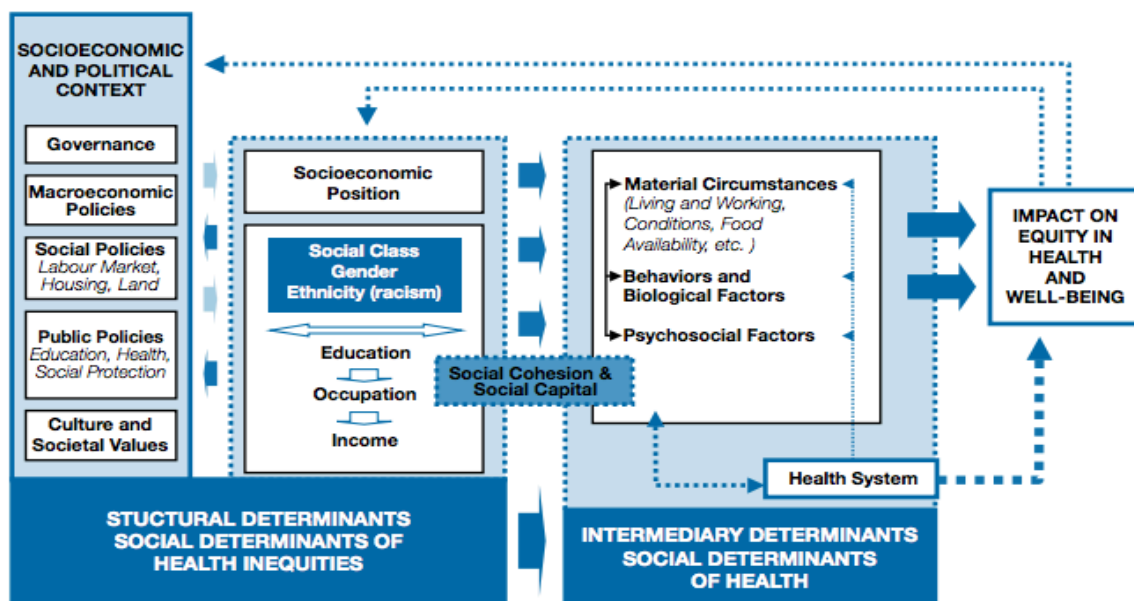 SOCIOECONOMIC
AND POLITICAL
CONTEXT
Governance
Macroeconomic
Policies
Social Policies
Labour Market,
Housing, Land
Public Policies
Education, Health,
Social Protection
Culture and
Societal Values
Socioeconomic
Position
Social Class
Gender
Ethnicity (racism)
Education
Occupation
Income
Social Cohesion &
Social Capital
Material Circumstances
(Living and Working,
Conditions, Food
Availability, etc. )
Behaviors and
Biological Factors
Psychosocial Factors
Health System
IMPACT ON
EQUITY IN
HEALTH
AND
WELL-BEING
STUCTURAL DETERMINANTS
SOCIAL DETERMINANTS OF
HEALTH INEQUITIES
INTERMEDIARY DETERMINANTS
SOCIAL DETERMINANTS
OF HEALTH